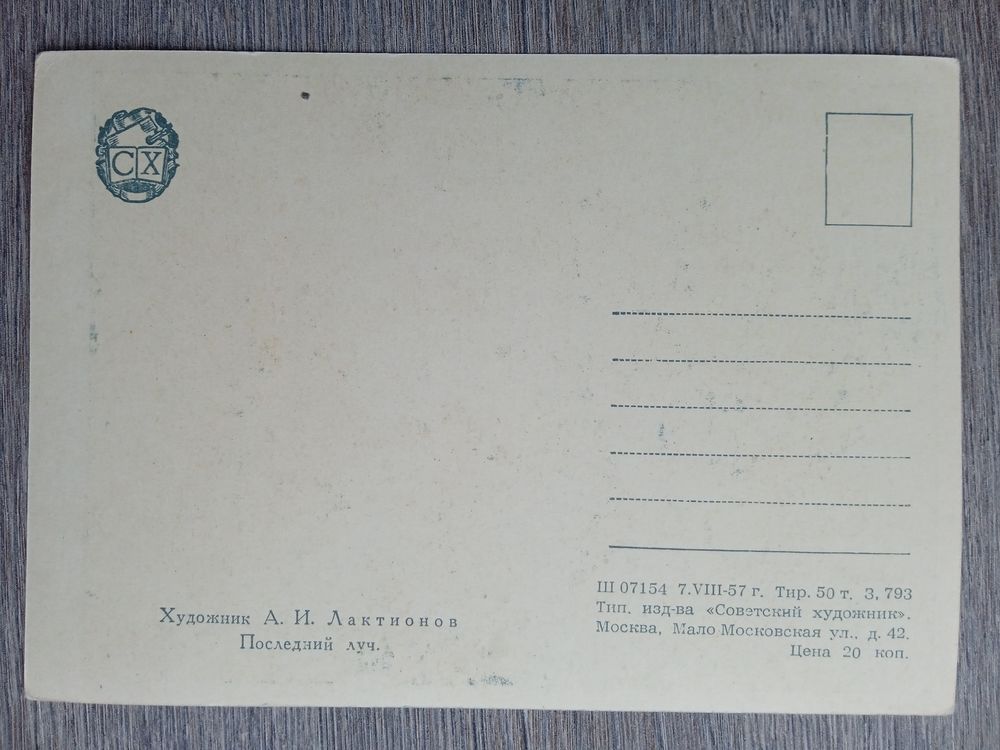 СХ
Художник А. И. Лактионов
Последний луч.
Ш 07154 7.VIII-57 г. Тир. 50 т. З, 793
Тип. изд-ва «Советский художник».
Москва, Мало Московская ул., д. 42.
Цена 20 коп.